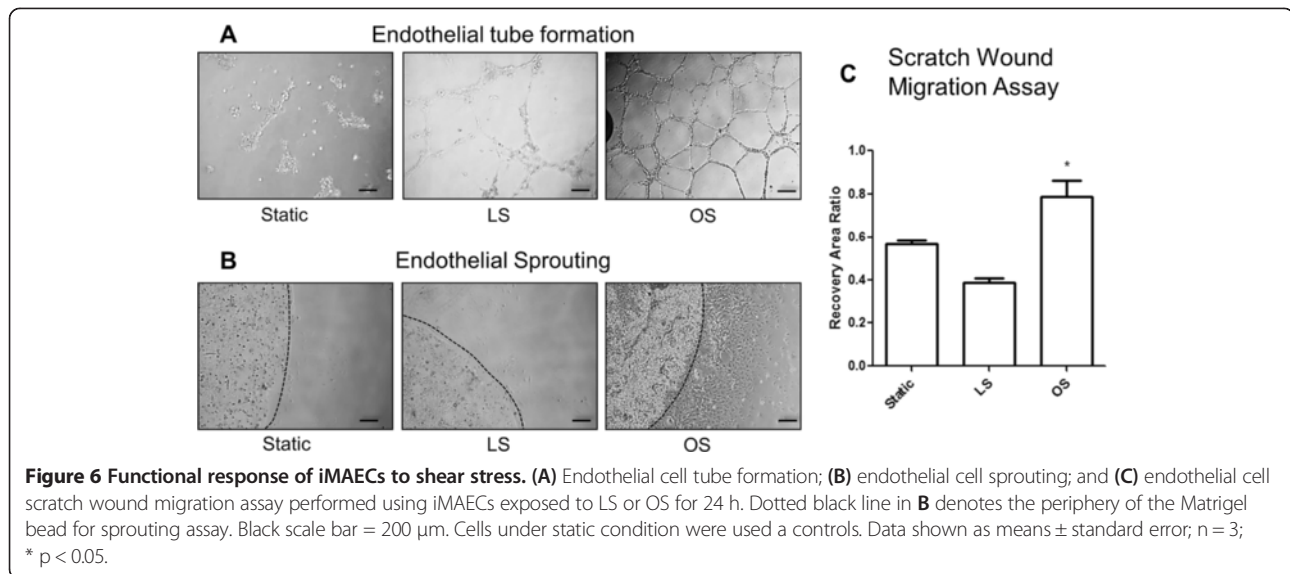 A Endothelial tube formation
Static LS OS
B Endothelial Sprouting
Static LS OS
C Scratch Wound
Migration Assay
Recovery Area Ratio
1.0
0.8
0.6
0.4
0.2
0.0
*
Static LS OS
Figure 6 Functional response of iMAECs to shear stress. (A) Endothelial cell tube formation; (B) endothelial cell sprouting; and (C) endothelial cell
scratch wound migration assay performed using iMAECs exposed to LS or OS for 24 h. Dotted black line in B denotes the periphery of the Matrigel
bead for sprouting assay. Black scale bar = 200 μm. Cells under static condition were used a controls. Data shown as means ± standard error; n = 3;
* p < 0.05.